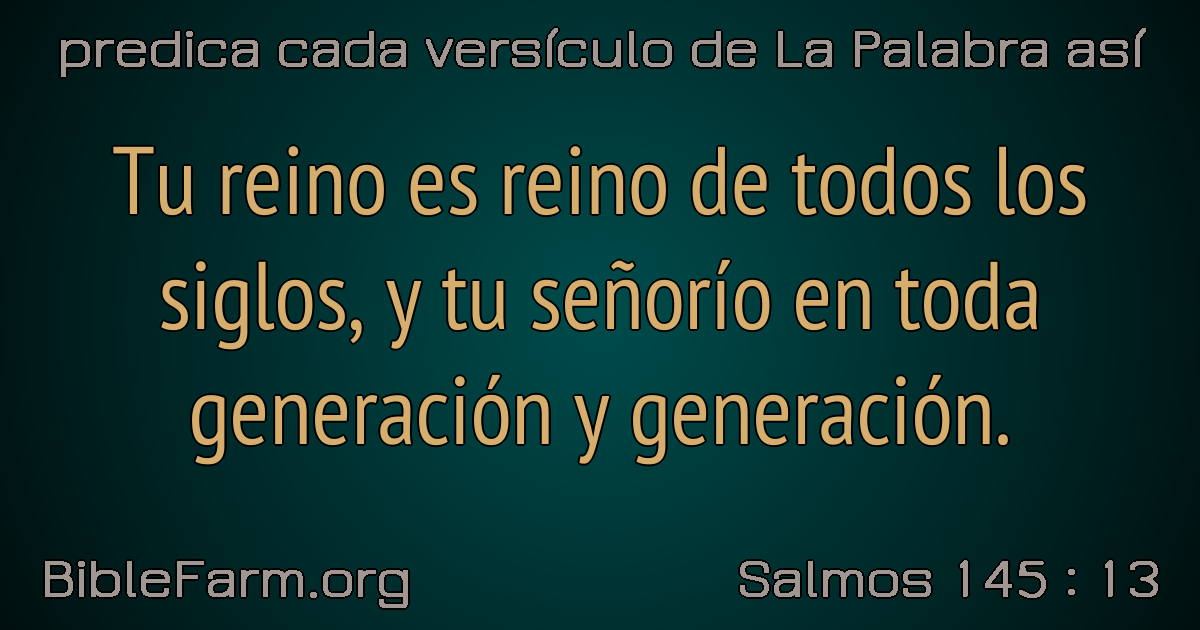 predica cada versículo de La Palabra así
Tu reino es reino de todos los
siglos, y tu señorío en toda
generación y generación.
BibleFarm.org
Salmos 145 : 13